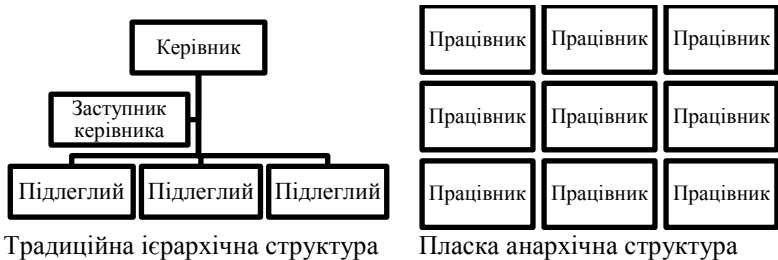 Керівник
Заступник
керівника
Підлеглий Підлеглий Підлеглий
Традиційна ієрархічна структура
Працівник Працівник Працівник
Працівник Працівник Працівник
Працівник Працівник Працівник
Пласка анархічна структура